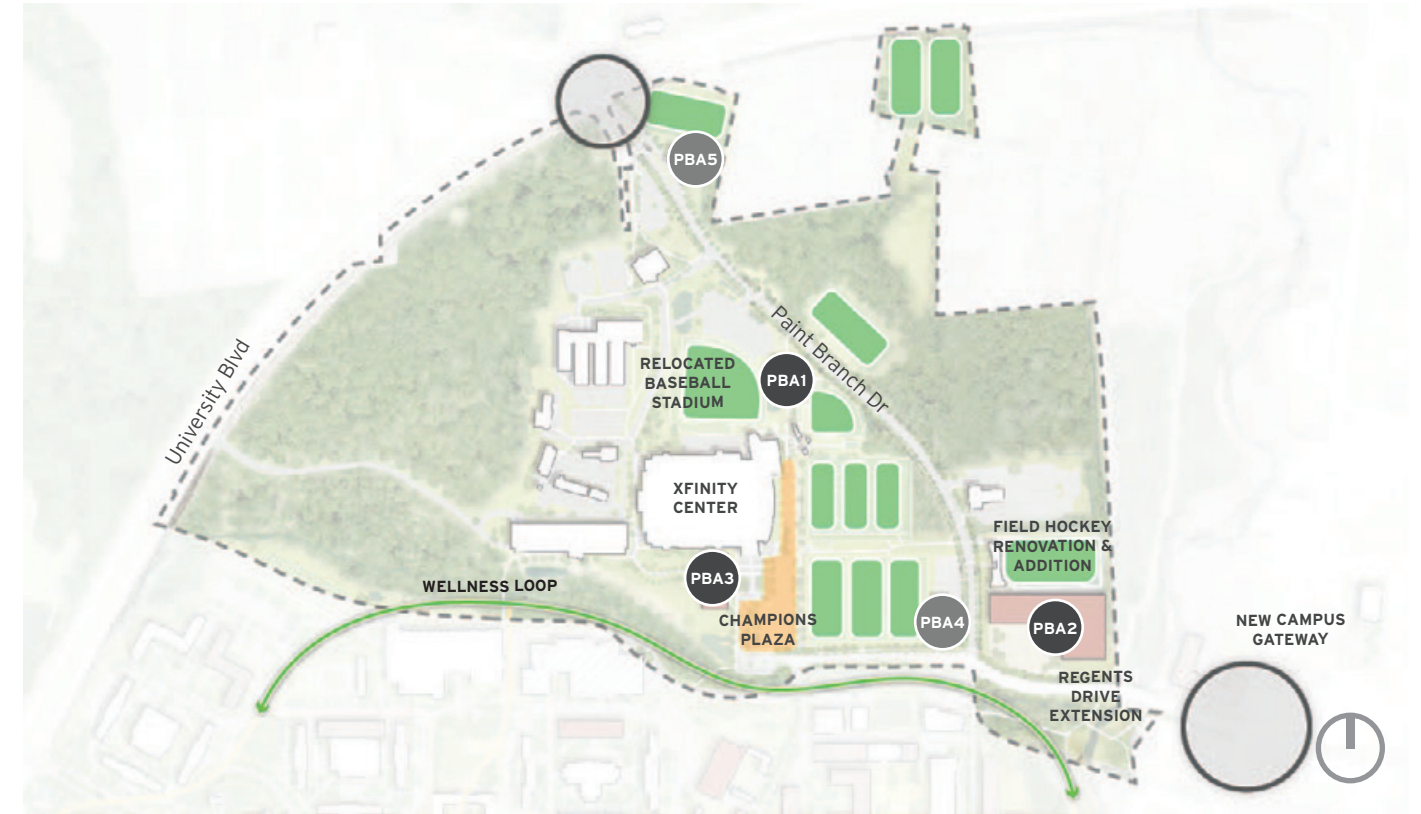 PBA5
Paint Branch Dr
University Blvd
RELOCATED
BASEBALL
STADIUM
PBA1
XFINITY
CENTER
FIELD HOCKEY
RENOVATION &
ADDITION
PBA3
WELLNESS LOOP
CHAMPIONS
PLAZA
PBA4
PBA2
NEW CAMPUS
GATEWAY
REGENTS
DRIVE
EXTENSION